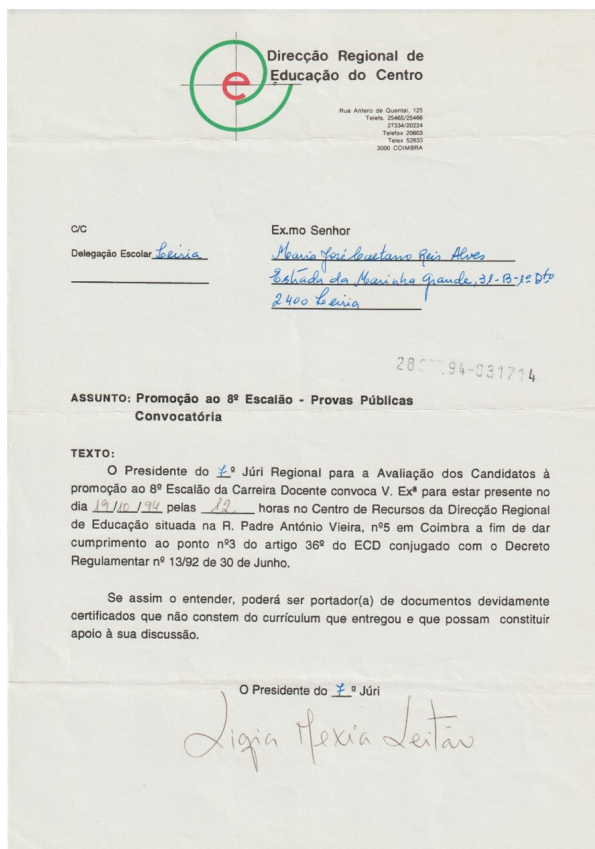 e
Direcção Regional de
Educação do Centro
Rua Antero de Quental, 125
Telefs. 25465/25466
27334/20224
Telefax 20603
Telex 52633
3000 COIMBRA
C/C
Delegação Escolar Leiria
Ex.mo Senhor
Maria José Caetano Reis Alves
Estrada da Marinha Grande, 31-B-1º Dto
2400 Leiria
94-031714
ASSUNTO: Promoção ao 8º Escalão - Provas Públicas
Convocatória
TEXTO:
O Presidente do 7º Júri Regional para a Avaliação dos Candidatos à
promoção ao 8º Escalão da Carreira Docente convoca V. Exª para estar presente no
dia 19/10/94 pelas 12 horas no Centro de Recursos da Direcção Regional
de Educação situada na R. Padre António Vieira, nº5 em Coimbra a fim de dar
cumprimento ao ponto nº3 do artigo 36º do ECD conjugado com o Decreto
Regulamentar nº 13/92 de 30 de Junho.
Se assim o entender, poderá ser portador(a) de documentos devidamente
certificados que não constem do currículum que entregou e que possam constituir
apoio à sua discussão.
O Presidente do 7º Júri
Ligia Mexia Leitão